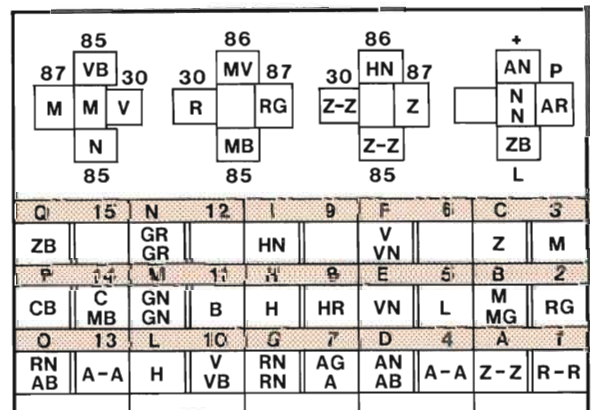 85 86 86 +
87 VB 30 30 MV 87 30 HN 87 AN P
M M V R RG Z-Z Z N N AR
N MB Z-Z ZB
85 85 85 L
Q 15 N 12 I 9 F 6 C 3
ZB GR GR HN V VN Z M
P 14 M 11 H 8 E 5 B 2
CB C MB GN GN B H HR VN L M MG RG
O 13 L 10 G 7 D 4 A 1
RN AB A-A H V VB RN RN AG A AN AB A-A Z-Z R-R